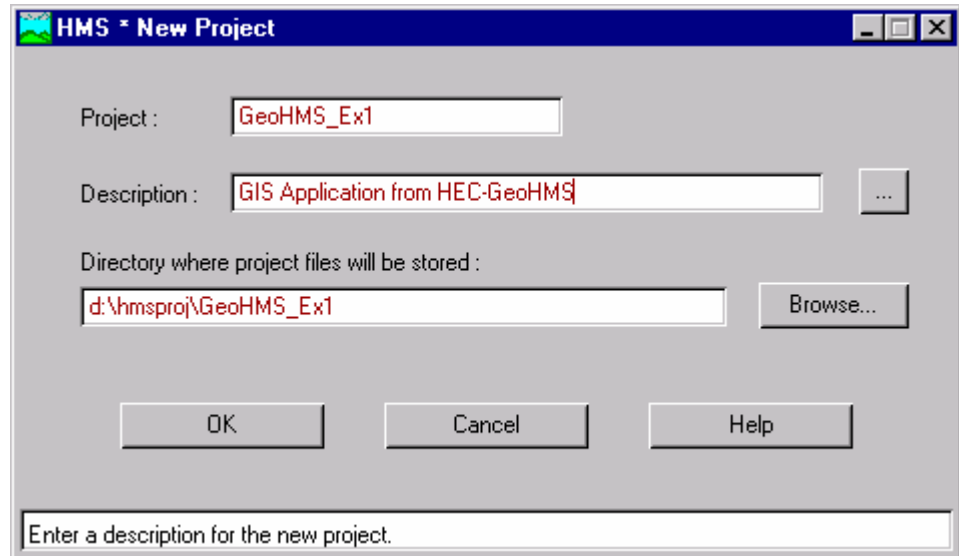 HMS * New Project
Project : GeoHMS_Ex1
Description : GIS Application from HEC-GeoHMS ...
Directory where project files will be stored :
d:\hmsproj\GeoHMS_Ex1 Browse...
OK Cancel Help
Enter a description for the new project.